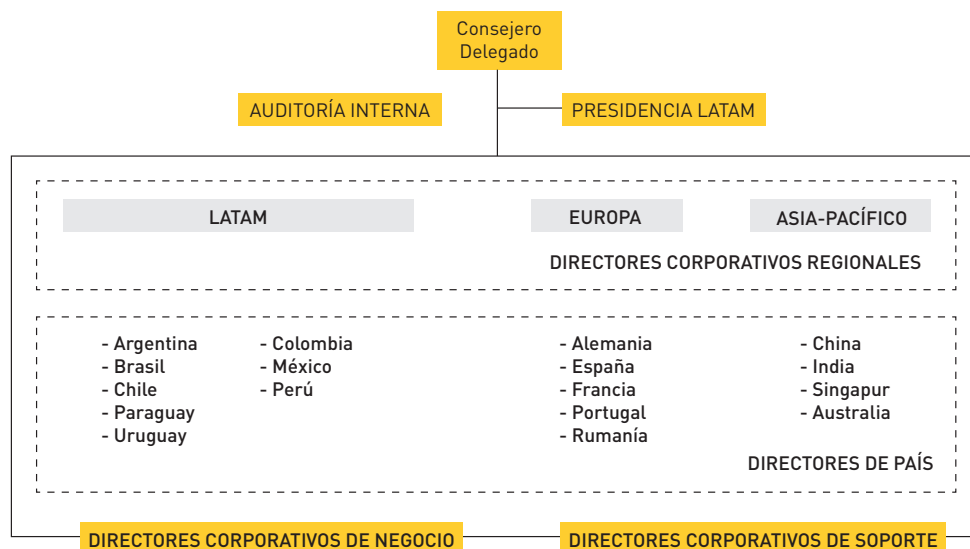 Consejero
Delegado
AUDITORÍA INTERNA
PRESIDENCIA LATAM
LATAM
EUROPA
ASIA-PACÍFICO
DIRECTORES CORPORATIVOS REGIONALES
- Argentina
- Brasil
- Chile
- Paraguay
- Uruguay
- Colombia
- México
- Perú
- Alemania
- España
- Francia
- Portugal
- Rumanía
- China
- India
- Singapur
- Australia
DIRECTORES DE PAÍS
DIRECTORES CORPORATIVOS DE NEGOCIO
DIRECTORES CORPORATIVOS DE SOPORTE